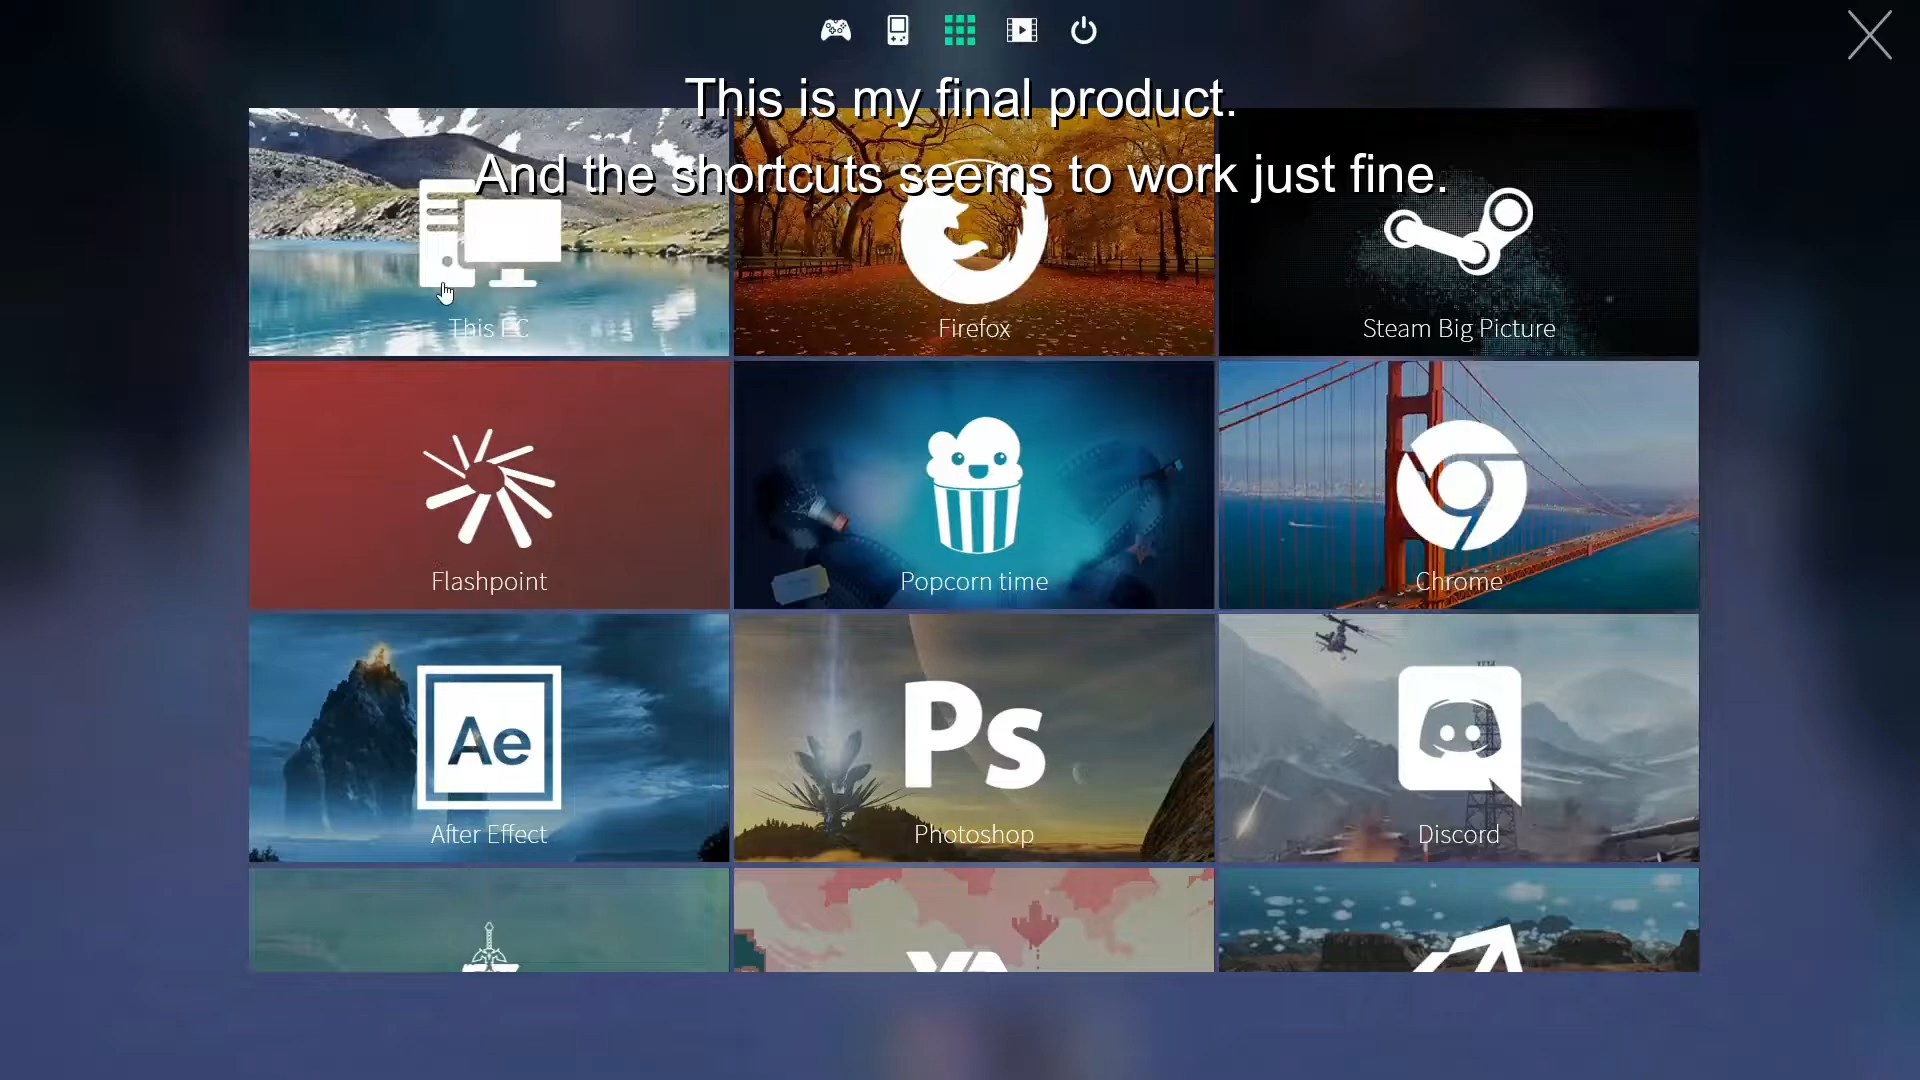 This is my final product.
And the shortcuts seems to work just fine.
This PC
Firefox
Steam Big Picture
Flashpoint
Popcorn time
Chrome
Ae
After Effect
Ps
Photoshop
Discord